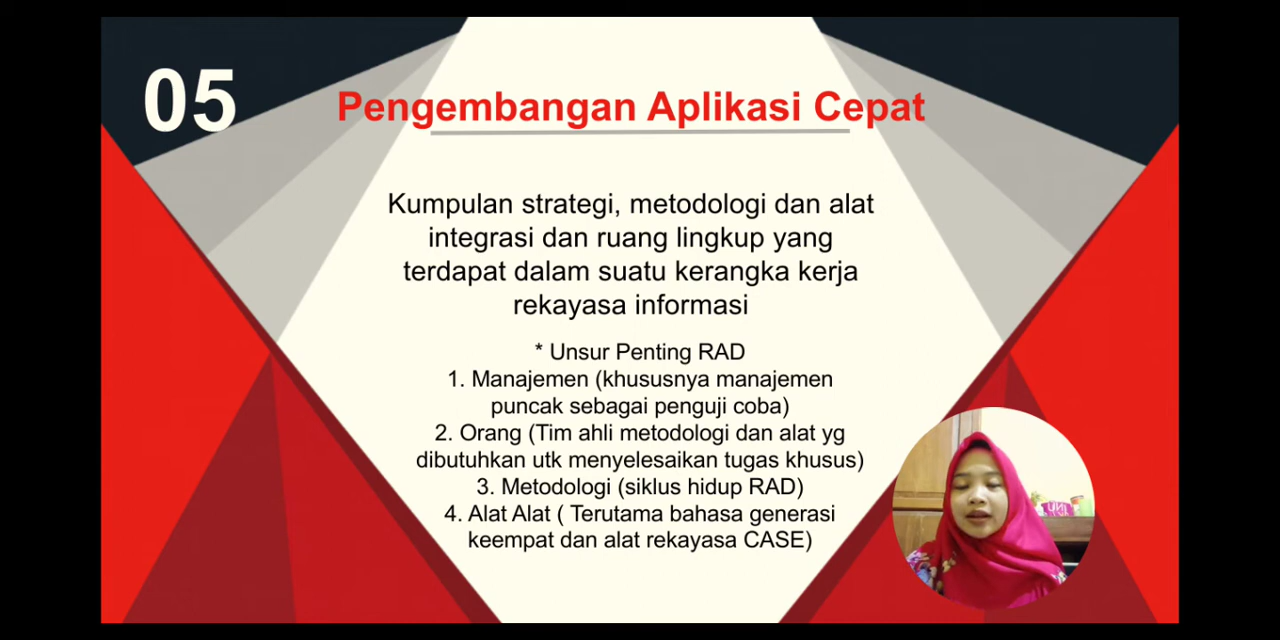 05
Pengembangan Aplikasi Cepat
Kumpulan strategi, metodologi dan alat
integrasi dan ruang lingkup yang
terdapat dalam suatu kerangka kerja
rekayasa informasi
* Unsur Penting RAD
1. Manajemen (khususnya manajemen
puncak sebagai penguji coba)
2. Orang (Tim ahli metodologi dan alat yg
dibutuhkan utk menyelesaikan tugas khusus)
3. Metodologi (siklus hidup RAD)
4. Alat Alat ( Terutama bahasa generasi
keempat dan alat rekayasa CASE)